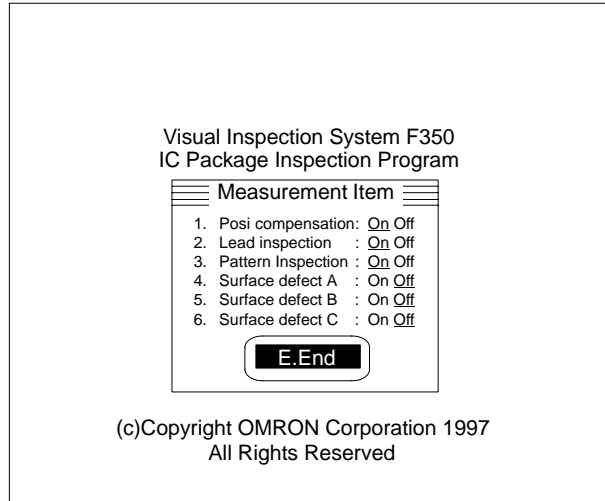 Visual Inspection System F350
IC Package Inspection Program
Measurement Item
1. Posi compensation: On Off
2. Lead inspection : On Off
3. Pattern Inspection : On Off
4. Surface defect A : On Off
5. Surface defect B : On Off
6. Surface defect C : On Off
E.End
(c)Copyright OMRON Corporation 1997
All Rights Reserved